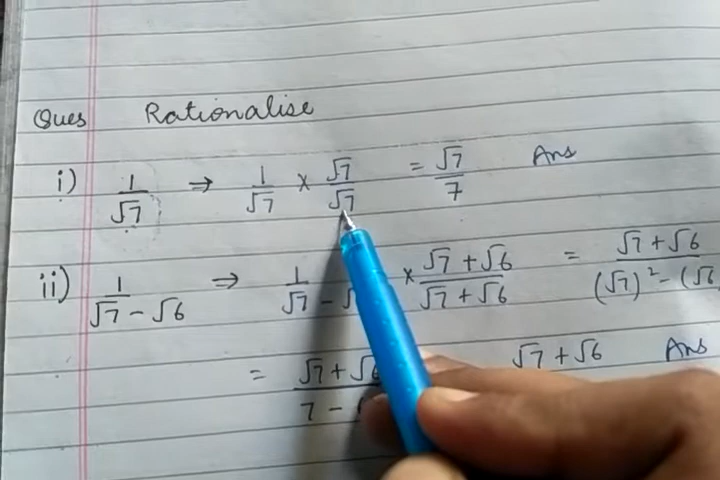 Ques Rationalise
i) 1/√7 ⇒ 1/√7 × √7/√7 = √7/7 Ans
ii) 1/(√7 - √6) ⇒ 1/(√7 - √ × (√7 + √6)/(√7 + √6) = (√7 + √6)/((√7)² - (√6
= (√7 + √6)/(7 - √7 + √6 Ans